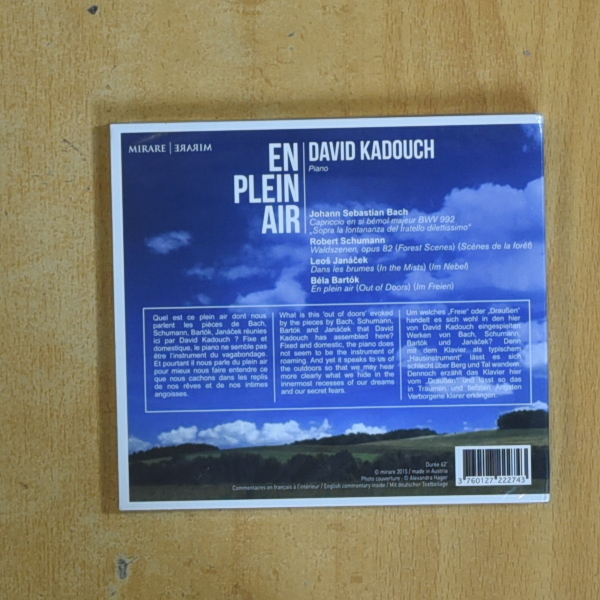 MIRARE | MIRARE
EN
PLEIN
AIR
DAVID KADOUCH
Piano
Johann Sebastian Bach
Capriccio en si bémol majeur BWV 992
„Sopra la lontananza del fratello dilettissimo“
Robert Schumann
Waldszenen, opus 82 (Forest Scenes) (Scènes de la forêt)
Leoš Janáček
Dans les brumes (In the Mists) (Im Nebel)
Béla Bartók
En plein air (Out of Doors) (Im Freien)
Quel est ce plein air dont nous
parlent les pièces de Bach,
Schumann, Bartók, Janáček réunies
ici par David Kadouch ? Fixe et
domestique, le piano ne semble pas
être l'instrument du vagabondage.
Et pourtant il nous parle du plein air
pour mieux nous faire entendre ce
que nous cachons dans les replis
de nos rêves et de nos intimes
angoisses.
What is this 'out of doors' evoked
by the pieces by Bach, Schumann,
Bartók and Janáček that David
Kadouch has assembled here?
Fixed and domestic, the piano does
not seem to be the instrument of
roaming. And yet it speaks to us of
the outdoors so that we may hear
more clearly what we hide in the
innermost recesses of our dreams
and our secret fears.
Um welches „Freie“ oder „Draußen“
handelt es sich wohl in den hier
von David Kadouch eingespielten
Werken von Bach, Schumann,
Bartók und Janáček? Denn
mit dem Klavier als typischem
„Hausinstrument“ lässt es sich
schlecht über Berg und Tal wandern.
Dennoch erzählt das Klavier hier
vom „Draußen“ und lässt so das
in Träumen und tiefsten Ängsten
Verborgene klarer erklingen.
Durée 62'
© mirare 2015 / made in Austria
Photo couverture : © Alexandra Hager
Commentaires en français à l'intérieur / English commentary inside / Mit deutscher Textbeilage
3 760127 222743